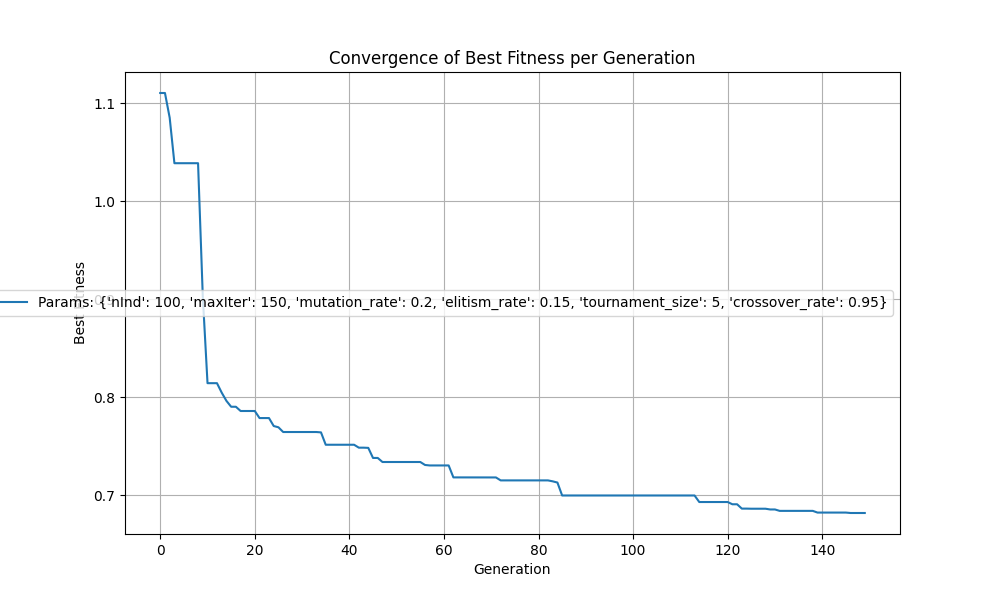 Convergence of Best Fitness per Generation
1.1
1.0
Params: {'nInd': 100, 'maxIter': 150, 'mutation_rate': 0.2, 'elitism_rate': 0.15, 'tournament_size': 5, 'crossover_rate': 0.95}
0.8
0.7
Best Fitness
0 20 40 60 80 100 120 140
Generation